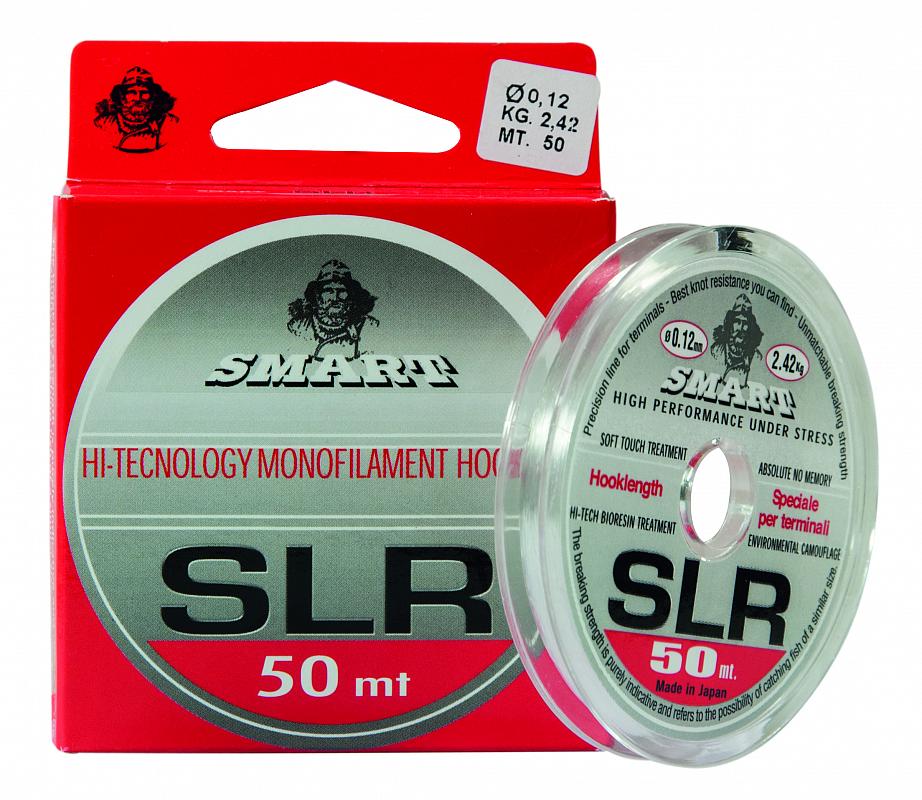 Ø 0,12
KG. 2,42
MT. 50
SMART
HI-TECNOLOGY MONOFILAMENT
SLR
50 mt
Precision line for terminals - Best knot resistance you can find - Unmatchable breaking strength
ø 0.12mm
2.42Kg
SMART
HIGH PERFORMANCE UNDER STRESS
SOFT TOUCH TREATMENT
ABSOLUTE NO MEMORY
Hooklength
Speciale
per terminali
HI-TECH BIORESIN TREATMENT
ENVIRONMENTAL CAMOUFLAGE
SLR
50 mt.
Made in Japan
The breaking strength is purely indicative and refers to the possibility of catching fish of a similar size.